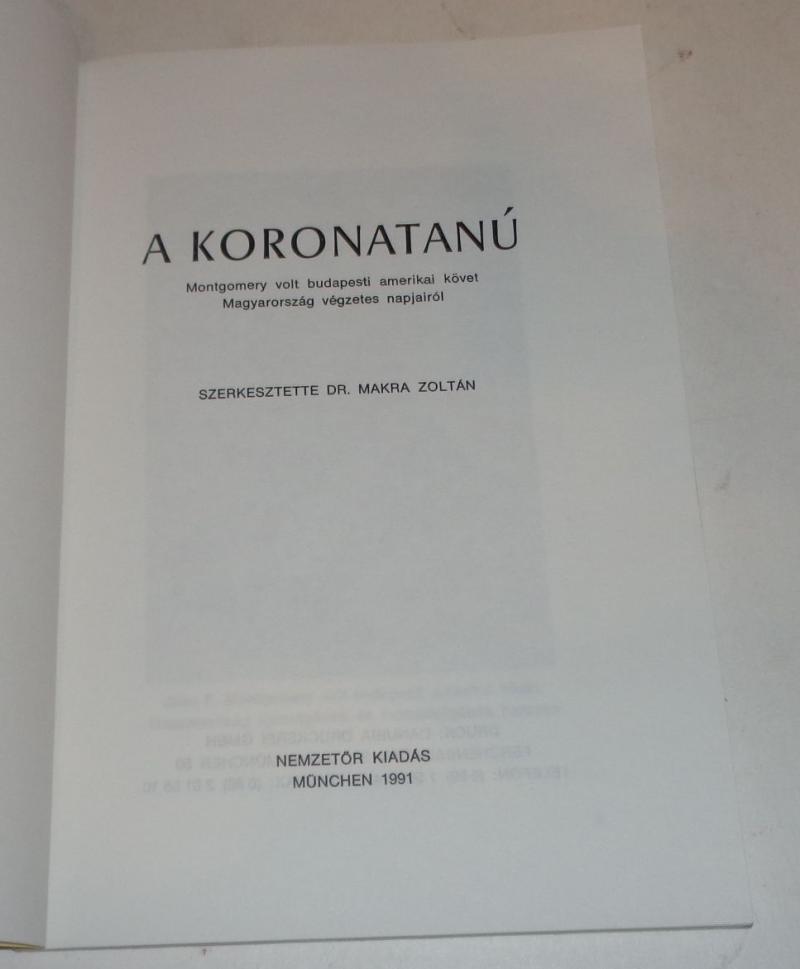 A KORONATANÚ
Montgomery volt budapesti amerikai követ
Magyarország végzetes napjairól
SZERKESZTETTE DR. MAKRA ZOLTÁN
NEMZETŐR KIADÁS
MÜNCHEN 1991